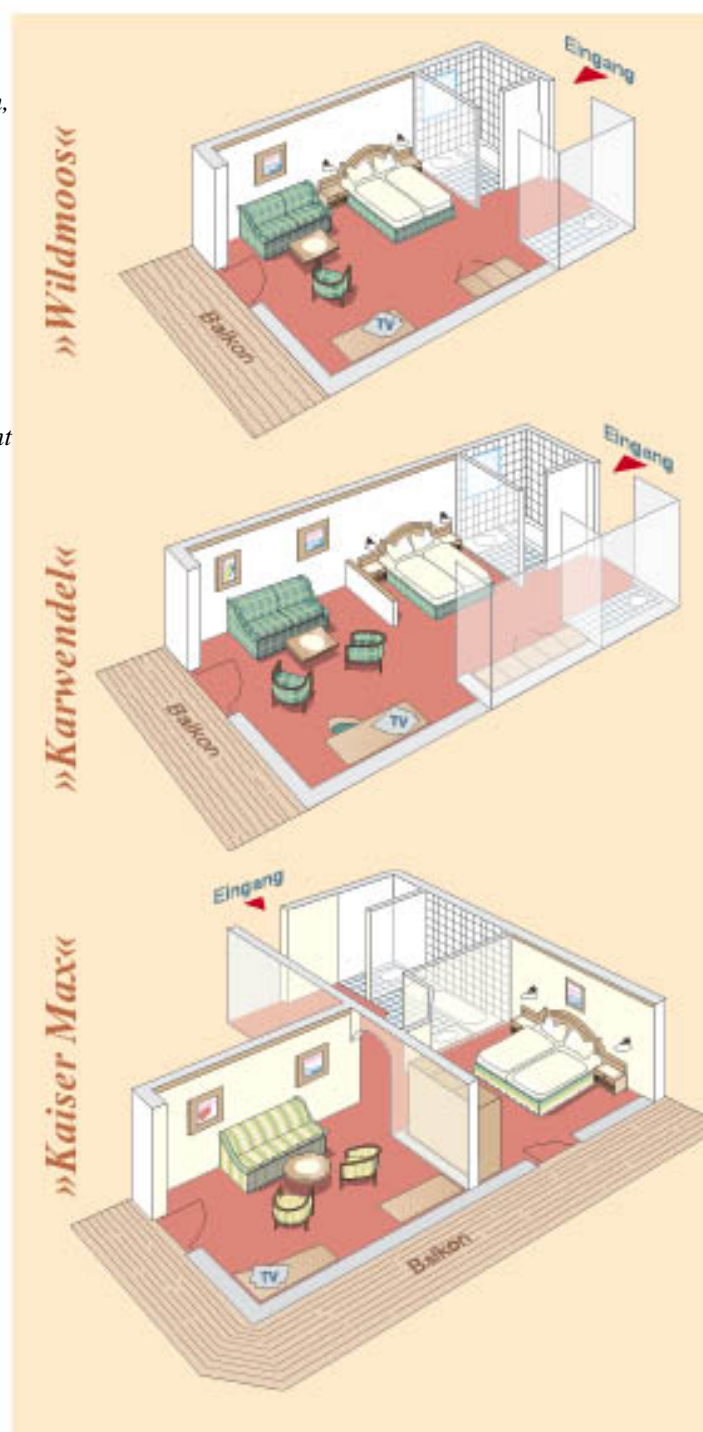 Eingang
»Wildmoos«
TV
Balkon
Eingang
»Karwendel«
TV
Balkon
Eingang
»Kaiser Max«
Balkon
TV